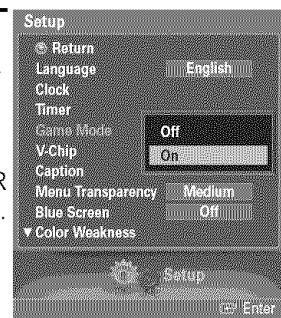 Setup
Return
Language English
Clock
Timer
Game Mode Off
V-Chip On
Caption
Menu Transparency Medium
Blue Screen Off
▼ Color Weakness
R
.
Setup
Enter